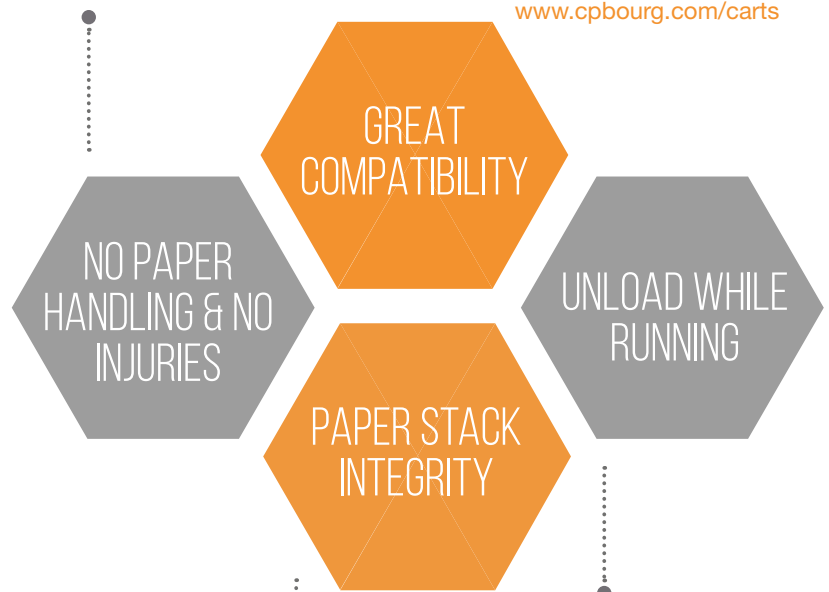 www.cpbourg.com/carts
GREAT
COMPATIBILITY
NO PAPER
HANDLING & NO
INJURIES
UNLOAD WHILE
RUNNING
PAPER STACK
INTEGRITY